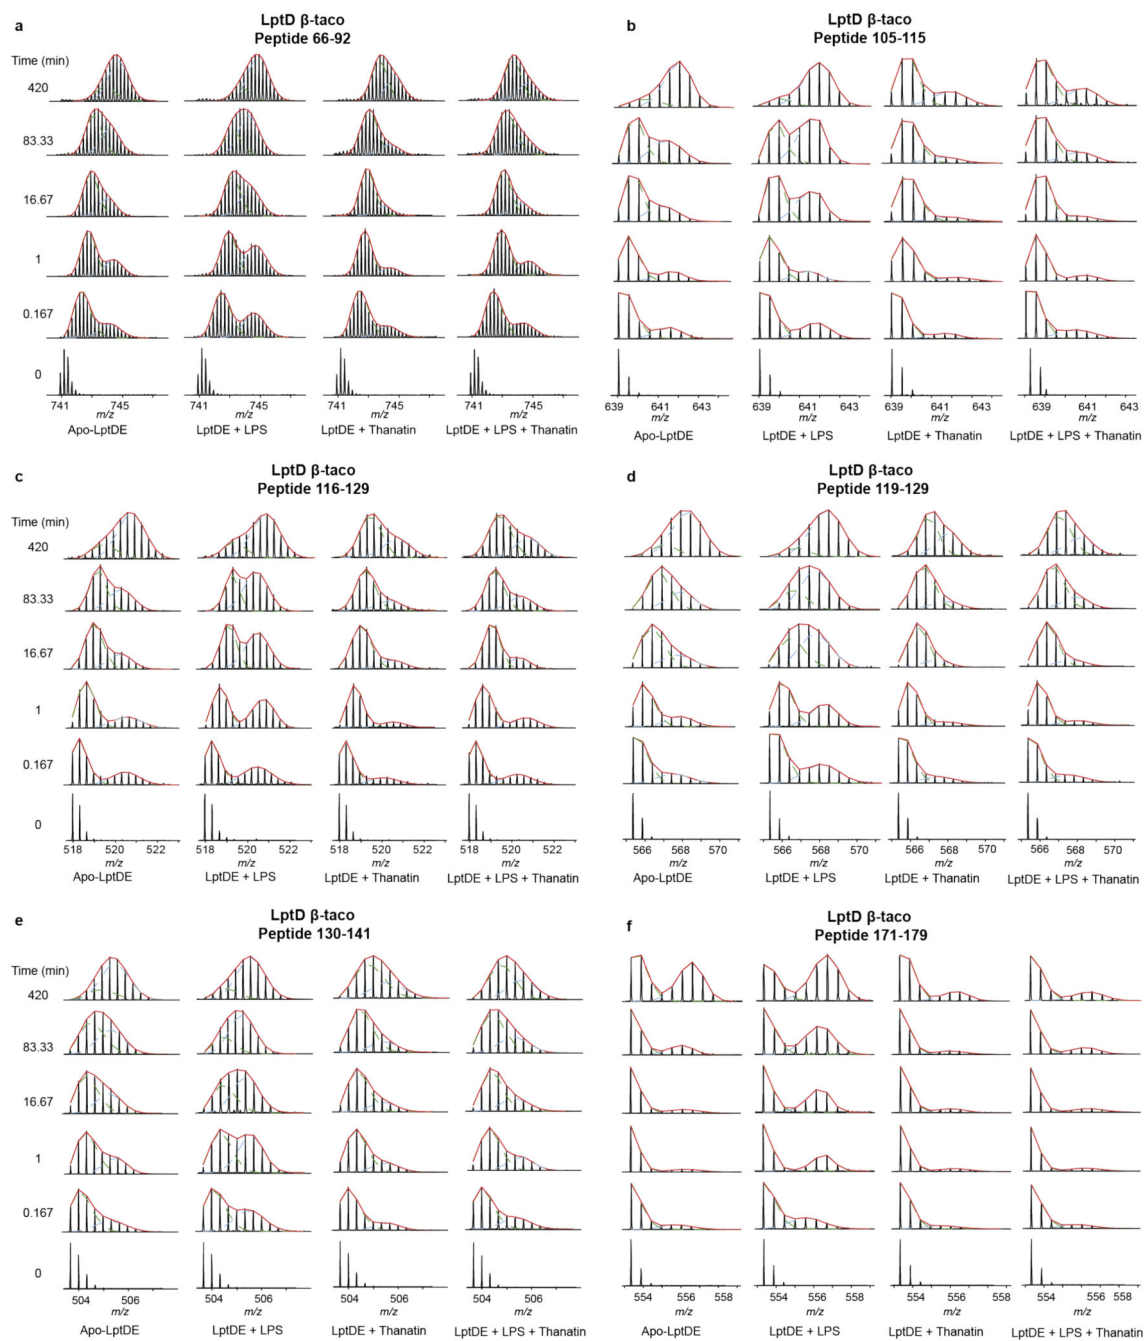 a
LptD β-taco
Peptide 66-92
Time (min)
420
83.33
16.67
1
0.167
0
741 745
741 745
741 745
741 745
m/z
m/z
m/z
m/z
Apo-LptDE
LptDE + LPS
LptDE + Thanatin
LptDE + LPS + Thanatin
b
LptD β-taco
Peptide 105-115
639 641 643
639 641 643
639 641 643
639 641 643
m/z
m/z
m/z
m/z
Apo-LptDE
LptDE + LPS
LptDE + Thanatin
LptDE + LPS + Thanatin
c
LptD β-taco
Peptide 116-129
Time (min)
420
83.33
16.67
1
0.167
0
518 520 522
518 520 522
518 520 522
518 520 522
m/z
m/z
m/z
m/z
Apo-LptDE
LptDE + LPS
LptDE + Thanatin
LptDE + LPS + Thanatin
d
LptD β-taco
Peptide 119-129
566 568 570
566 568 570
566 568 570
566 568 570
m/z
m/z
m/z
m/z
Apo-LptDE
LptDE + LPS
LptDE + Thanatin
LptDE + LPS + Thanatin
e
LptD β-taco
Peptide 130-141
Time (min)
420
83.33
16.67
1
0.167
0
504 506
504 506
504 506
504 506
m/z
m/z
m/z
m/z
Apo-LptDE
LptDE + LPS
LptDE + Thanatin
LptDE + LPS + Thanatin
f
LptD β-taco
Peptide 171-179
554 556 558
554 556 558
554 556 558
554 556 558
m/z
m/z
m/z
m/z
Apo-LptDE
LptDE + LPS
LptDE + Thanatin
LptDE + LPS + Thanatin